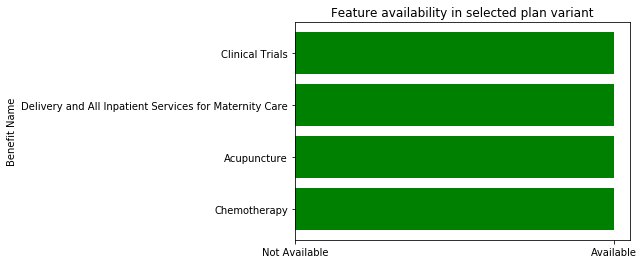 Feature availability in selected plan variant
Clinical Trials
Delivery and All Inpatient Services for Maternity Care
Acupuncture
Chemotherapy
Benefit Name
Not Available
Available